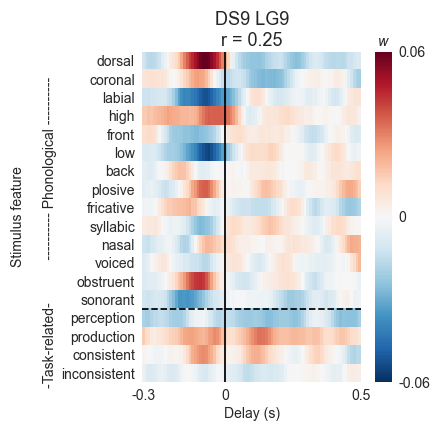 DS9 LG9
r = 0.25
w
dorsal
coronal
labial
high
front
low
back
plosive
fricative
syllabic
nasal
voiced
obstruent
sonorant
perception
production
consistent
inconsistent
Stimulus feature
-Task-related- ---------- Phonological ----------
0.06
0
-0.06
-0.3 0 0.5
Delay (s)